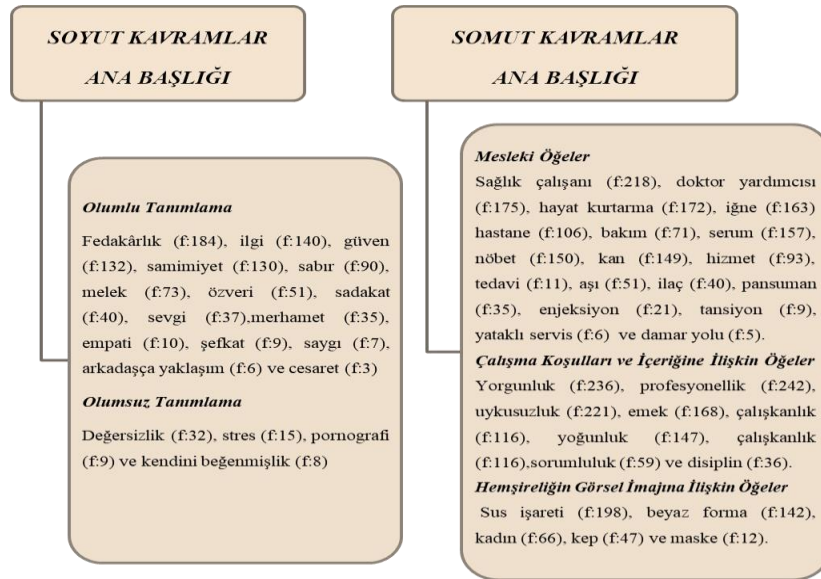 SOYUT KAVRAMLAR
ANA BAŞLIĞI
Olumlu Tanımlama
Fedakârlık (f:184), ilgi (f:140), güven
(f:132), samimiyet (f:130), sabır (f:90),
melek (f:73), özveri (f:51), sadakat
(f:40), sevgi (f:37),merhamet (f:35),
empati (f:10), şefkat (f:9), saygı (f:7),
arkadaşça yaklaşım (f:6) ve cesaret (f:3)
Olumsuz Tanımlama
Değersizlik (f:32), stres (f:15), pornografi
(f:9) ve kendini beğenmişlik (f:8)
SOMUT KAVRAMLAR
ANA BAŞLIĞI
Mesleki Öğeler
Sağlık çalışanı (f:218), doktor yardımcısı
(f:175), hayat kurtarma (f:172), iğne (f:163)
hastane (f:106), bakım (f:71), serum (f:157),
nöbet (f:150), kan (f:149), hizmet (f:93),
tedavi (f:11), aşı (f:51), ilaç (f:40), pansuman
(f:35), enjeksiyon (f:21), tansiyon (f:9),
yataklı servis (f:6) ve damar yolu (f:5).
Çalışma Koşulları ve İçeriğine İlişkin Öğeler
Yorgunluk (f:236), profesyonellik (f:242),
uykusuzluk (f:221), emek (f:168), çalışkanlık
(f:116), yoğunluk (f:147), çalışkanlık
(f:116),sorumluluk (f:59) ve disiplin (f:36).
Hemşireliğin Görsel İmajına İlişkin Öğeler
Sus işareti (f:198), beyaz forma (f:142),
kadın (f:66), kep (f:47) ve maske (f:12).